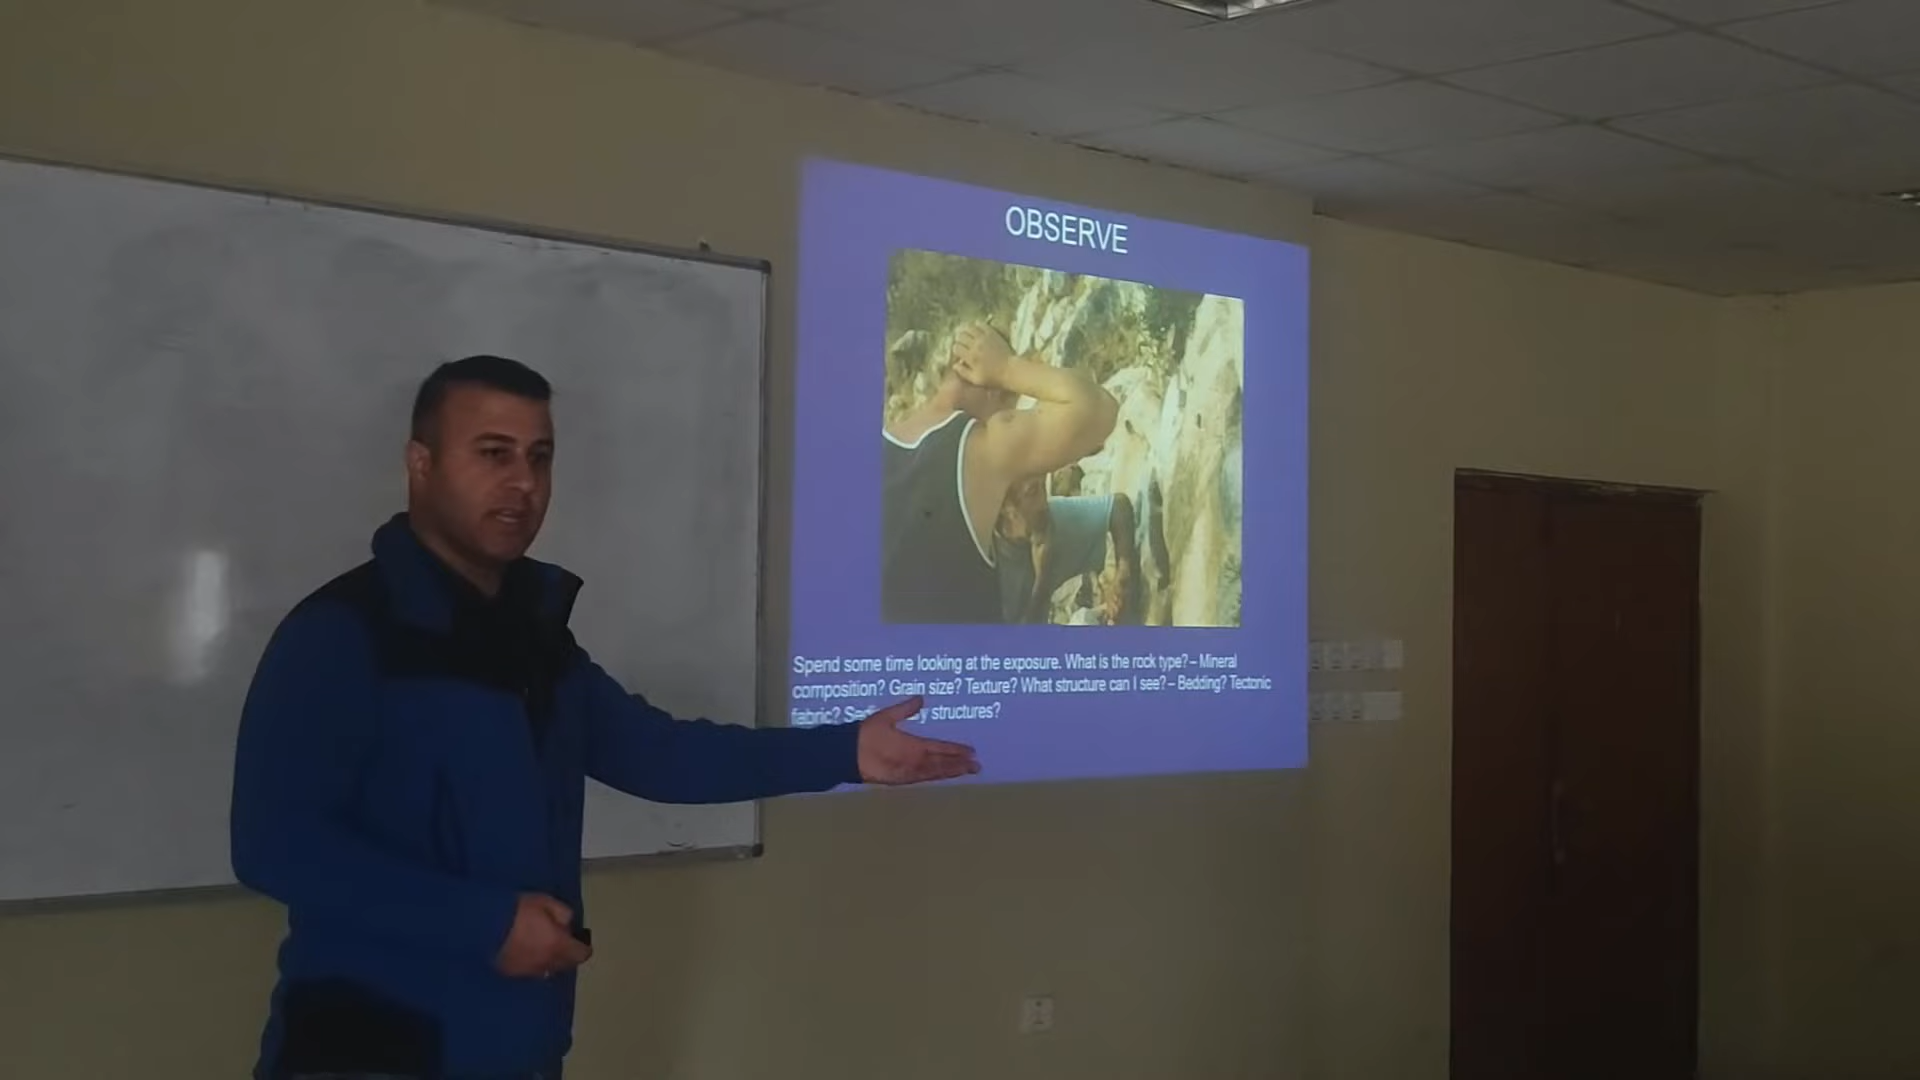 OBSERVE
Spend some time looking at the exposure. What is the rock type? – Mineral
composition? Grain size? Texture? What structure can I see? – Bedding? Tectonic
fabric? structures?